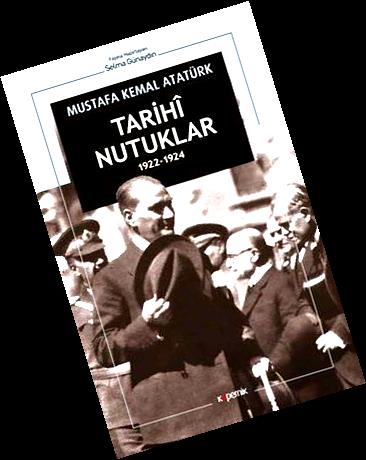 Yayına Hazırlayan
Selma Günaydın
MUSTAFA KEMAL ATATÜRK
TARİHÎ
NUTUKLAR
1922-1924
Kopernik